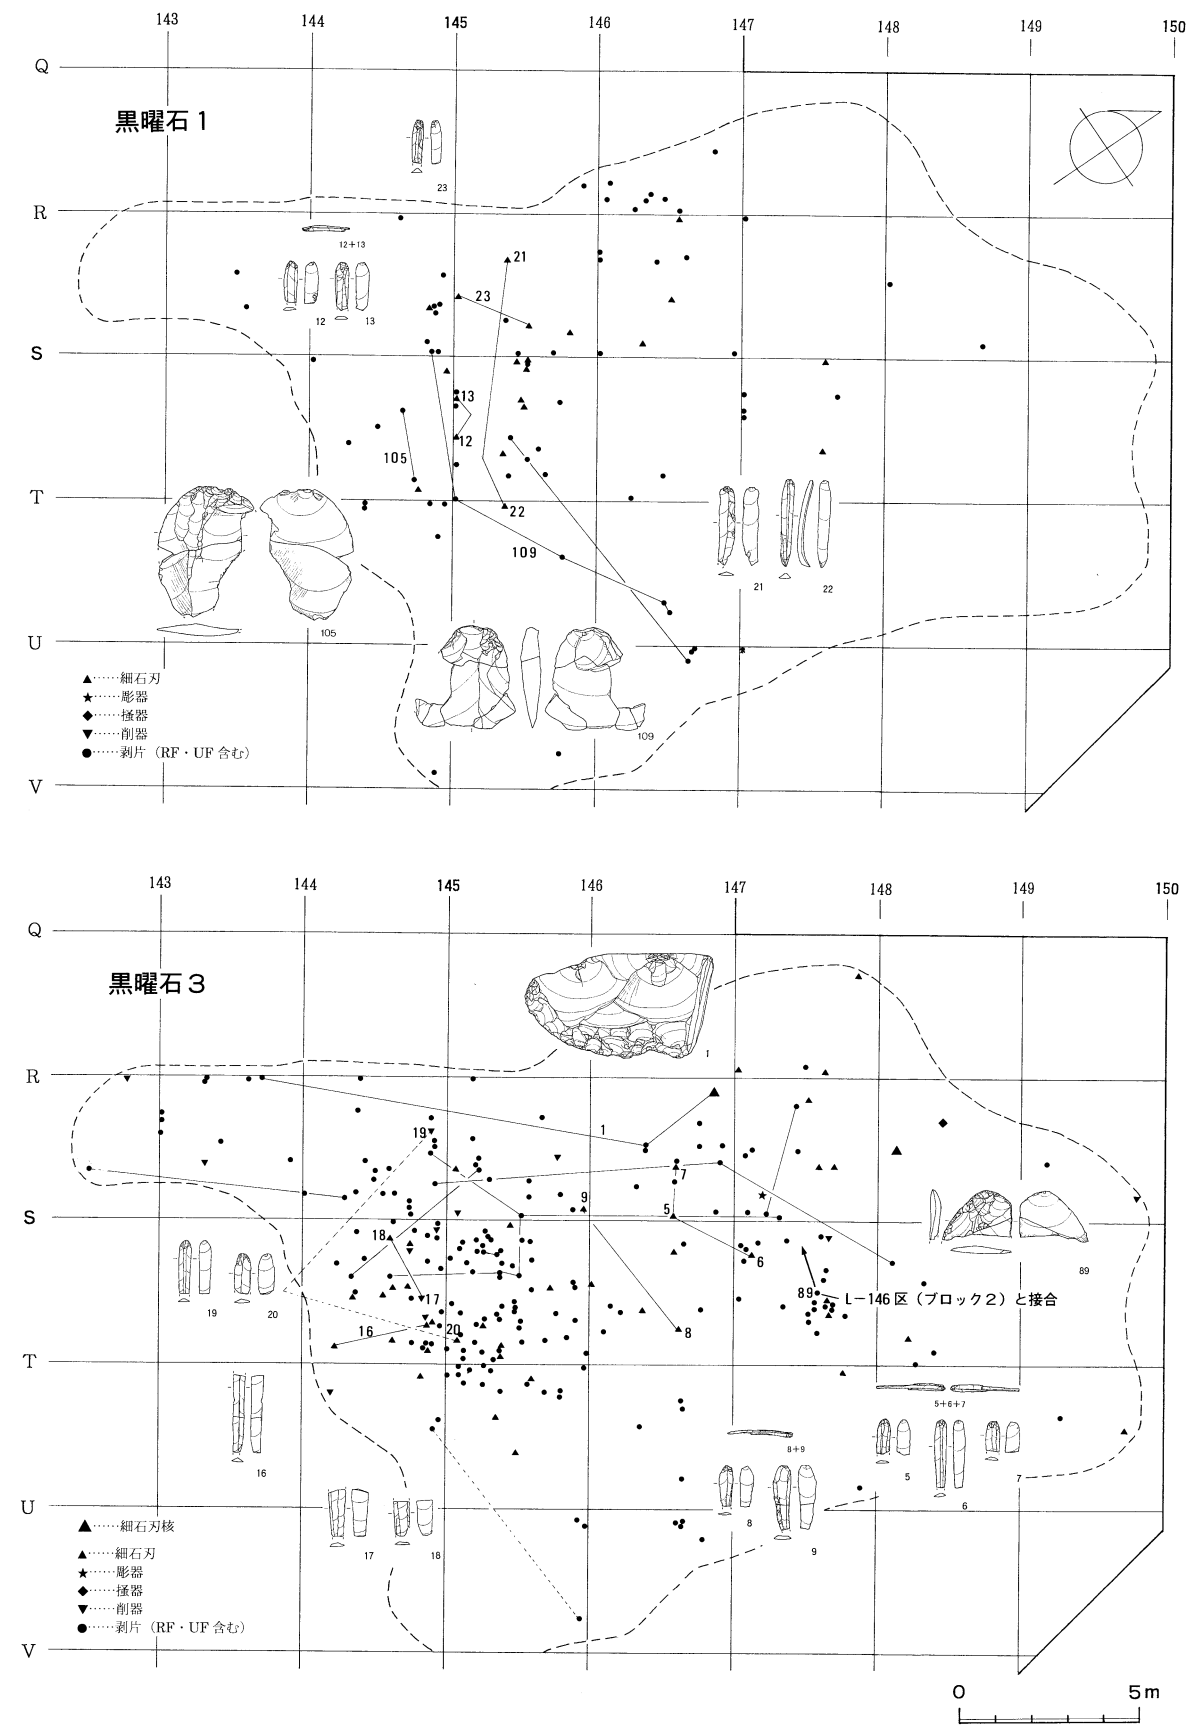 143 144 145 146 147 148 149 150
Q
黒曜石1
23
R
12+13
21
23
12 13
S
13
12
105
T
22
109
21 22
105
U
109
▲……細石刃
★……彫器
◆……掻器
▼……削器
●……剥片（RF・UF含む）
V
143 144 145 146 147 148 149 150
Q
黒曜石3
1
R
19
1
7
9
5
S
18
6
89
19 20
17
89
L−146区（ブロック2）と接合
16
20
8
T
5+6+7
8+9
16
5 6 7
U
8
9
17 18
▲……細石刃核
▲……細石刃
★……彫器
◆……掻器
▼……削器
●……剥片（RF・UF含む）
V
0 5m